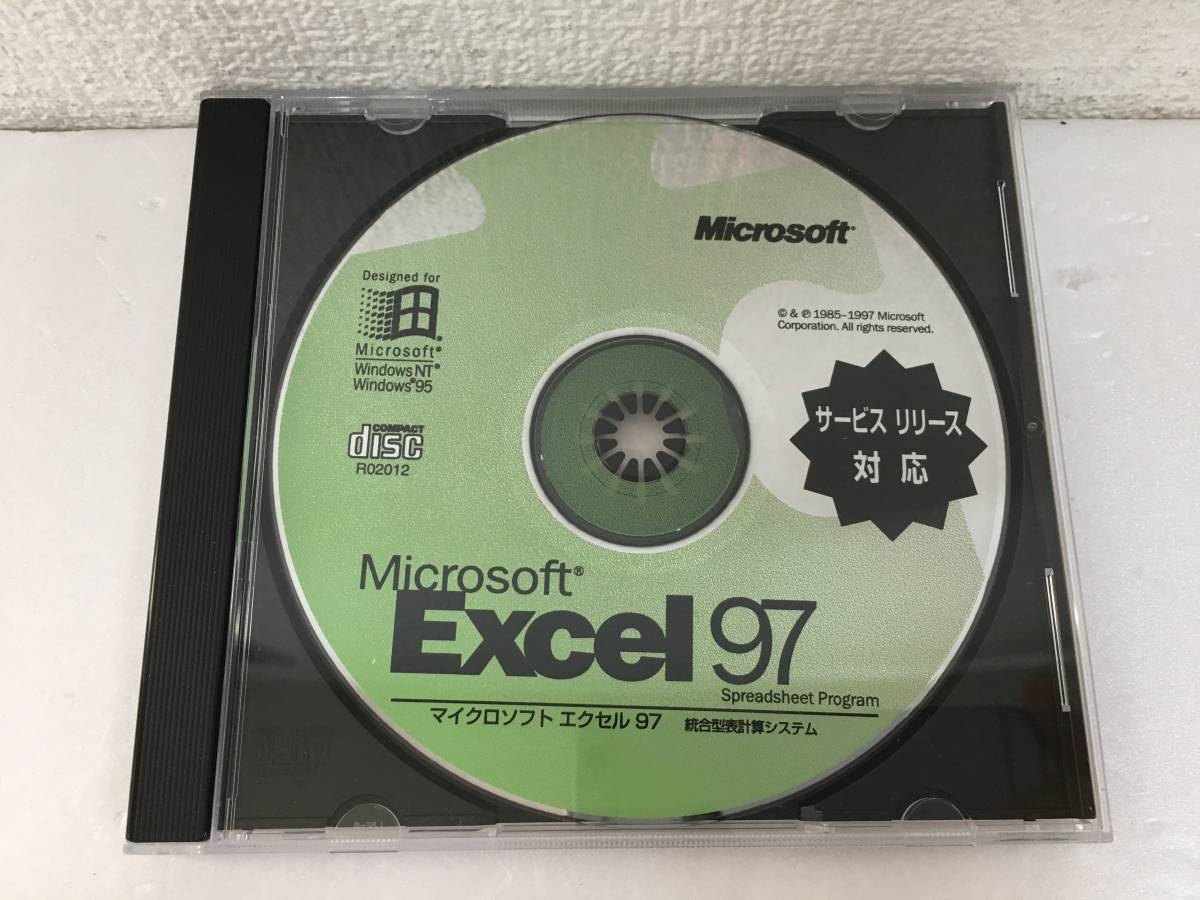 Microsoft
Designed for
Microsoft®
Windows NT®
Windows®95
COMPACT
disc
R02012
© & ℗ 1985–1997 Microsoft
Corporation. All rights reserved.
サービス リリース
対応
Microsoft®
Excel 97
Spreadsheet Program
マイクロソフト エクセル 97 統合型表計算システム